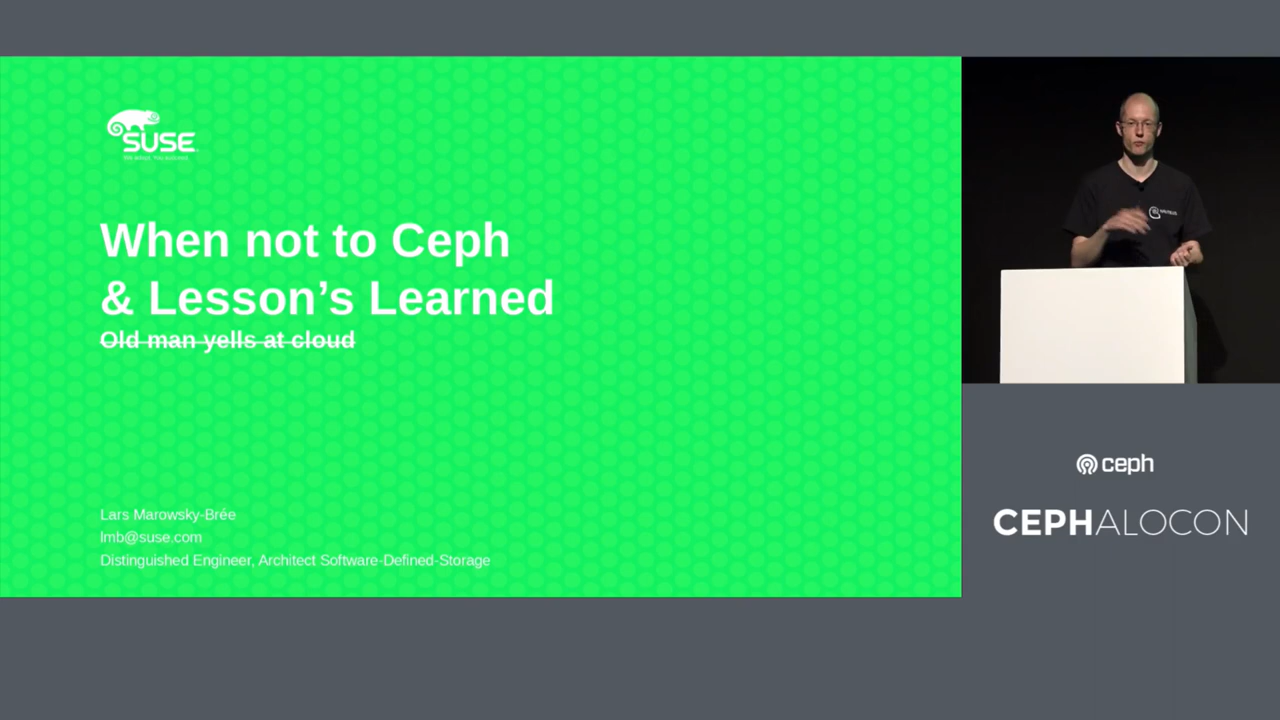 SUSE
When not to Ceph
& Lesson’s Learned
Old man yells at cloud
Lars Marowsky-Brée
lmb@suse.com
Distinguished Engineer, Architect Software-Defined-Storage
ceph
CEPHALOCON